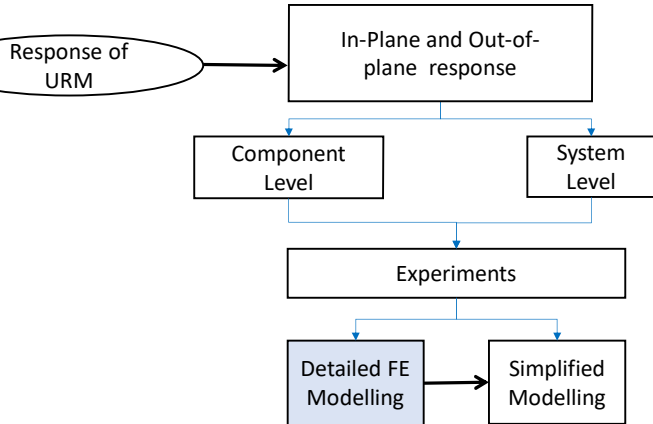 Response of
URM
In-Plane and Out-of-
plane  response
Component
Level
System
Level
Experiments
Detailed FE
Modelling
Simplified
Modelling